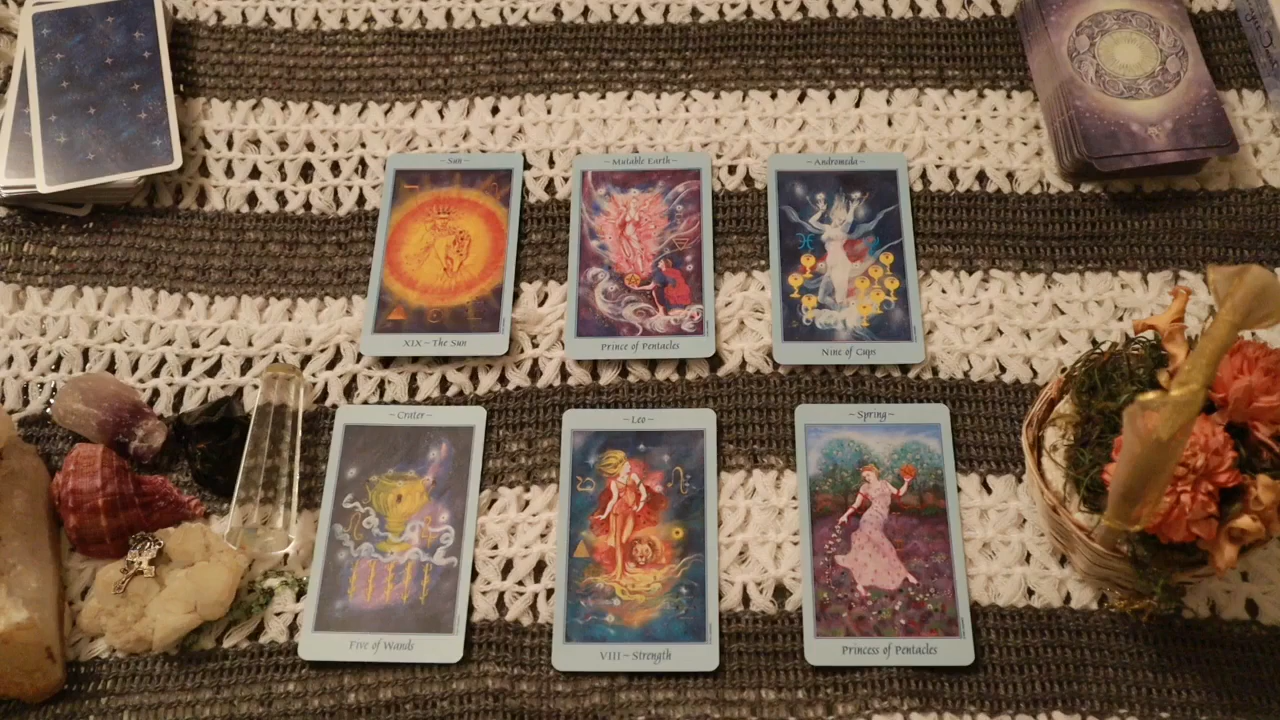 ~ Sun ~
XIX ~ The Sun
~ Mutable Earth ~
Prince of Pentacles
~ Andromeda ~
Nine of Cups
~ Crater ~
Five of Wands
~ Leo ~
VIII ~ Strength
~ Spring ~
Princess of Pentacles